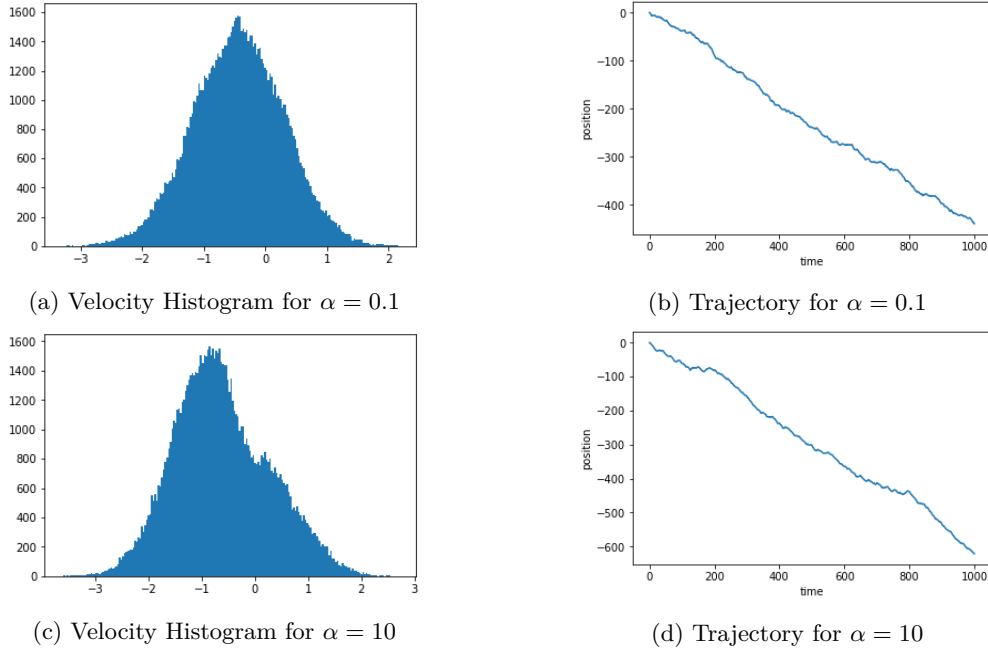 1600
1400
1200
1000
800
600
400
200
0
−3 −2 −1 0 1 2
(a) Velocity Histogram for α = 0.1
0
−100
−200
−300
−400
position
0 200 400 600 800 1000
time
(b) Trajectory for α = 0.1
1600
1400
1200
1000
800
600
400
200
0
−3 −2 −1 0 1 2 3
(c) Velocity Histogram for α = 10
0
−100
−200
−300
−400
−500
−600
position
0 200 400 600 800 1000
time
(d) Trajectory for α = 10